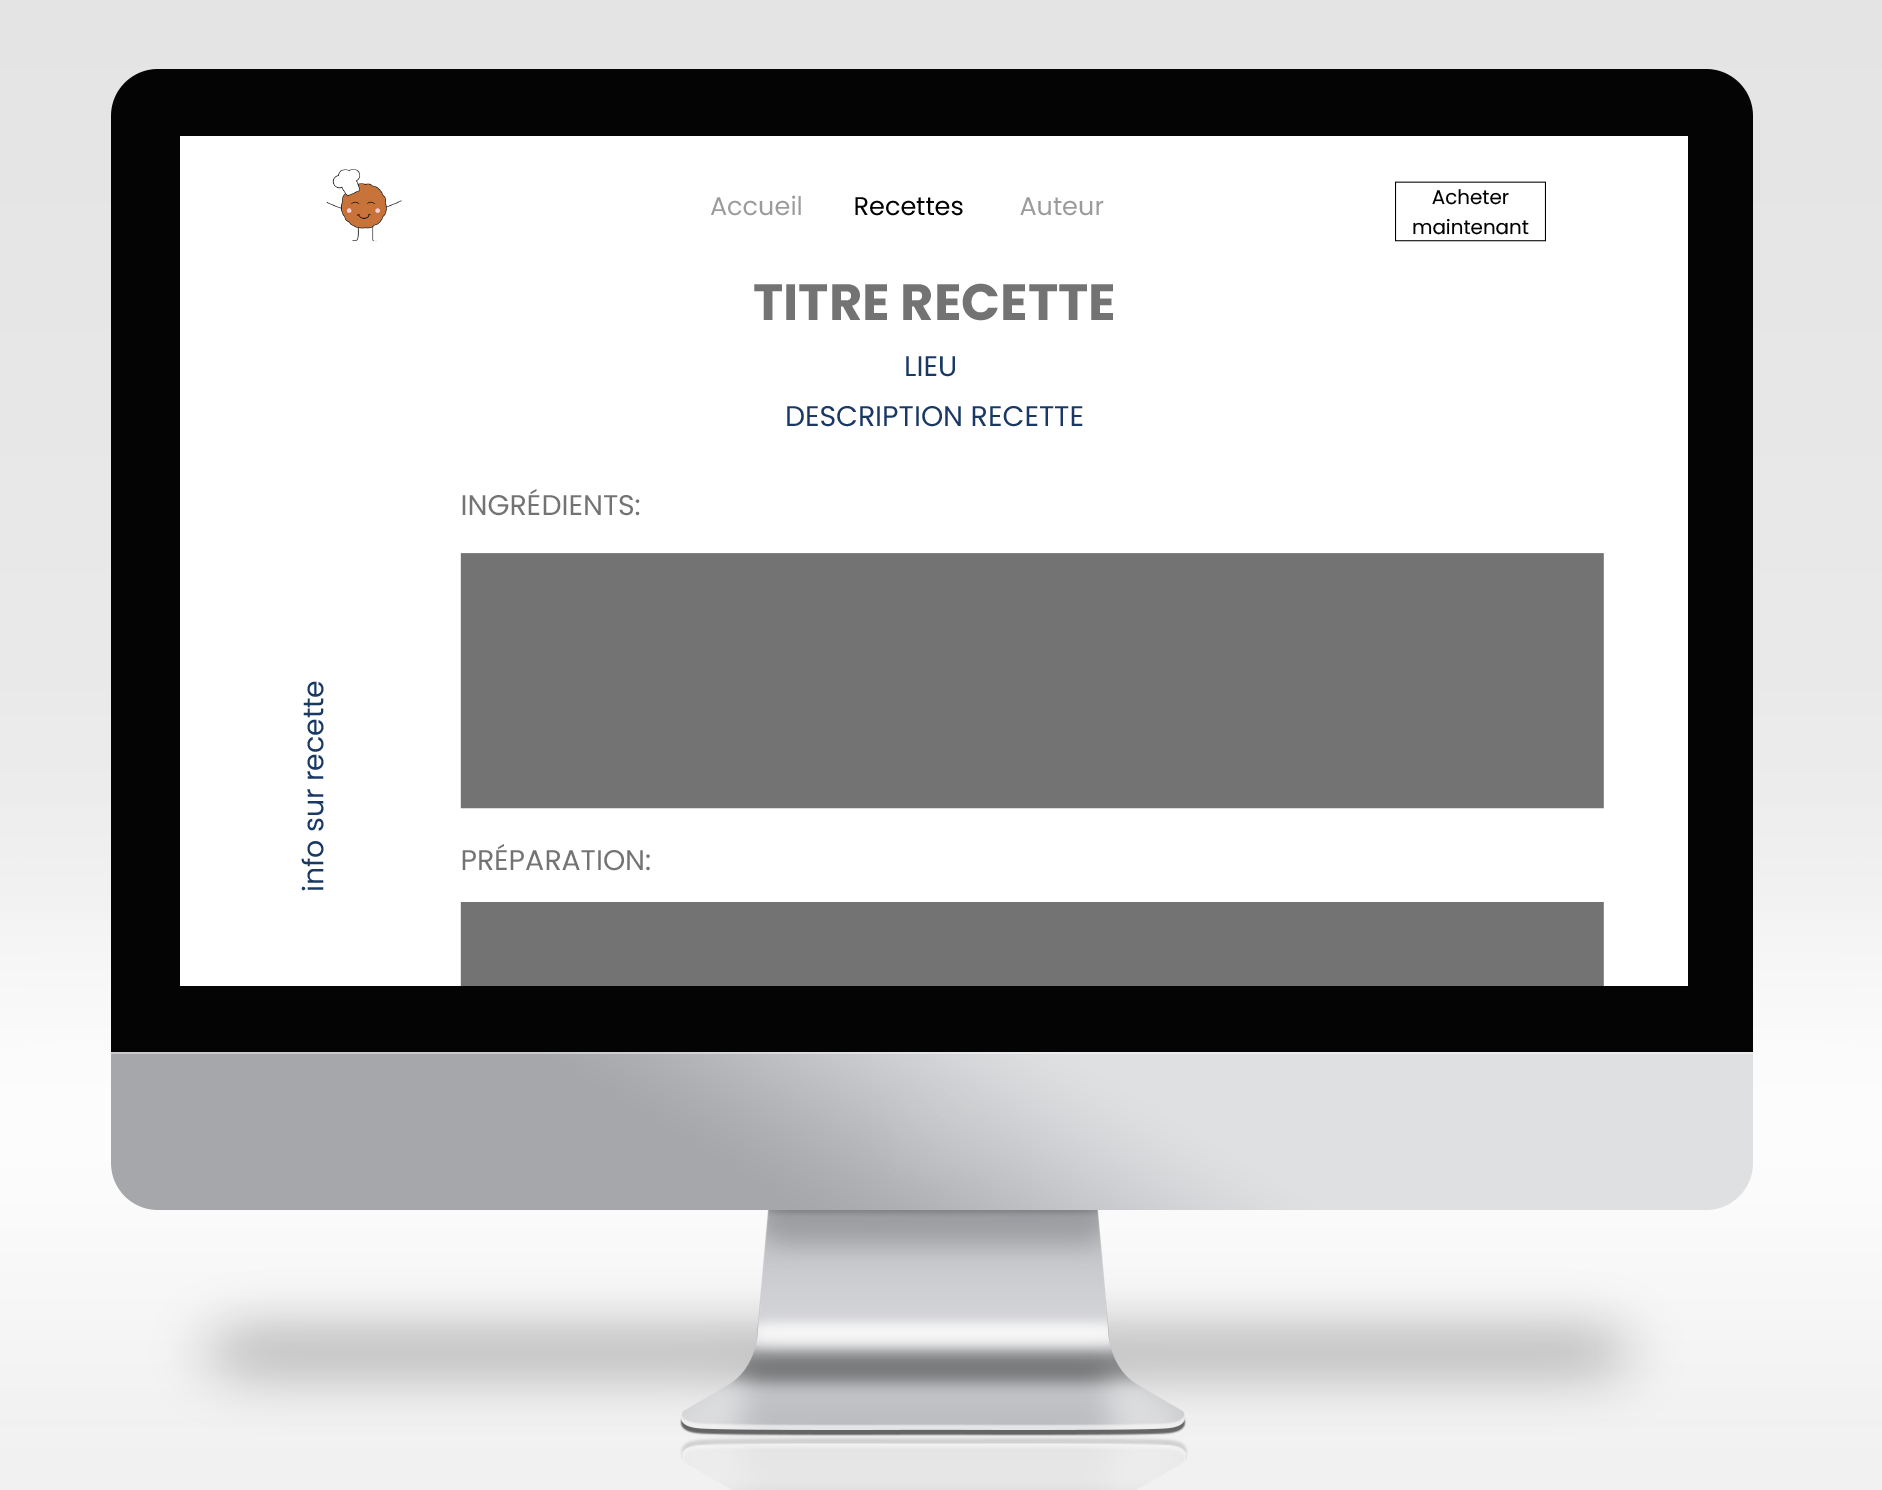 Accueil Recettes Auteur
Acheter
maintenant
TITRE RECETTE
LIEU
DESCRIPTION RECETTE
INGRÉDIENTS:
info sur recette
PRÉPARATION: